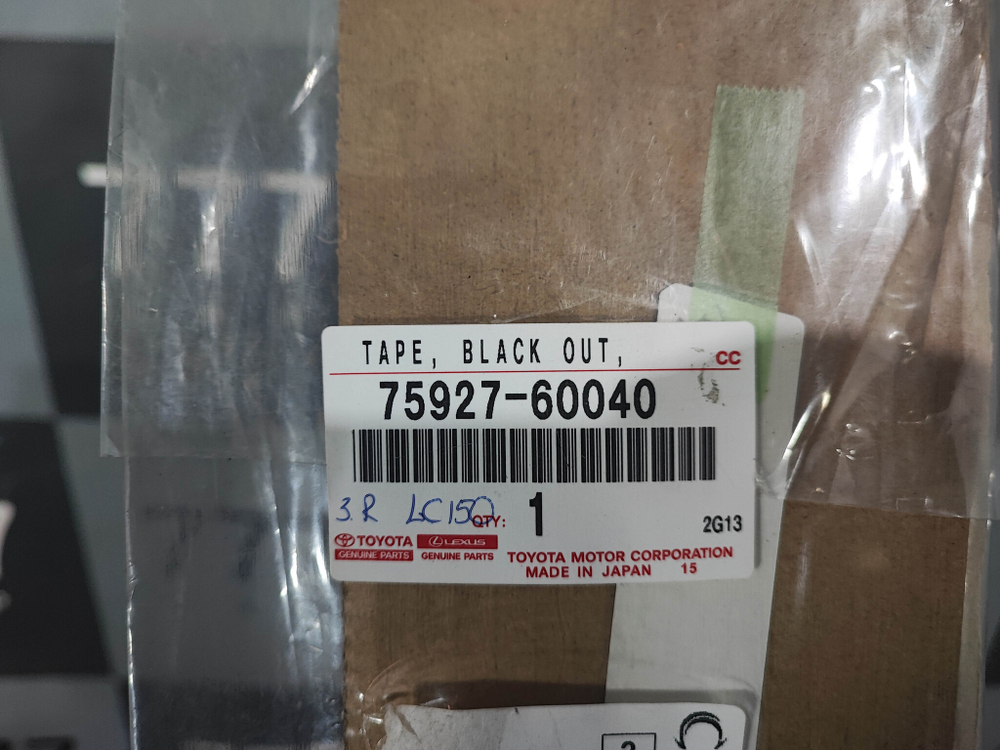 TAPE, BLACK OUT,
CC
75927-60040
3.R LC150
QTY: 1
2G13
TOYOTA LEXUS
GENUINE PARTS GENUINE PARTS
TOYOTA MOTOR CORPORATION
MADE IN JAPAN 15